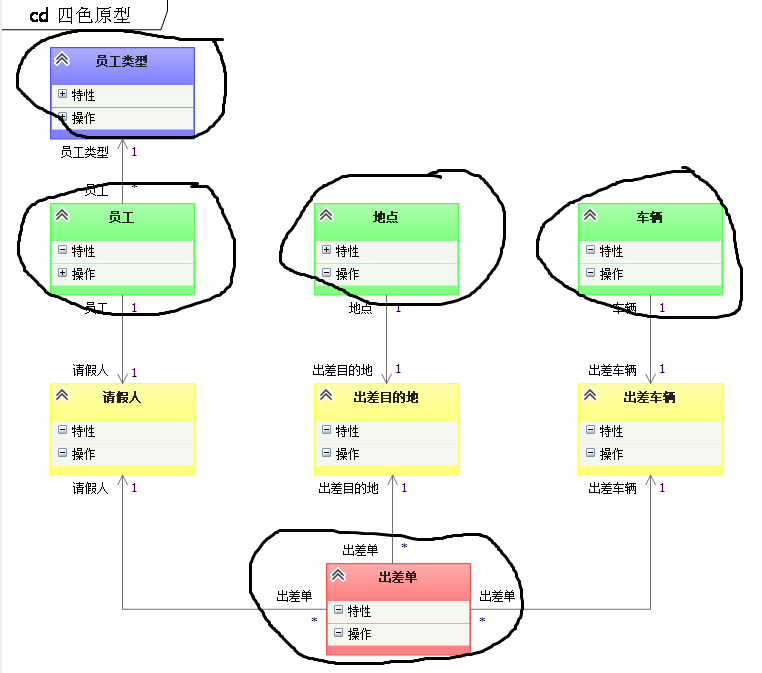 cd 四色原型
员工类型
特性
操作
员工类型 1
员工 *
员工 地点 车辆
特性 特性 特性
操作 操作 操作
员工 1 地点 1 车辆 1
请假人 1 出差目的地 1 出差车辆 1
请假人 出差目的地 出差车辆
特性 特性 特性
操作 操作 操作
请假人 1 出差目的地 1 出差车辆 1
出差单 *
出差单
出差单 出差单
特性
* *
操作